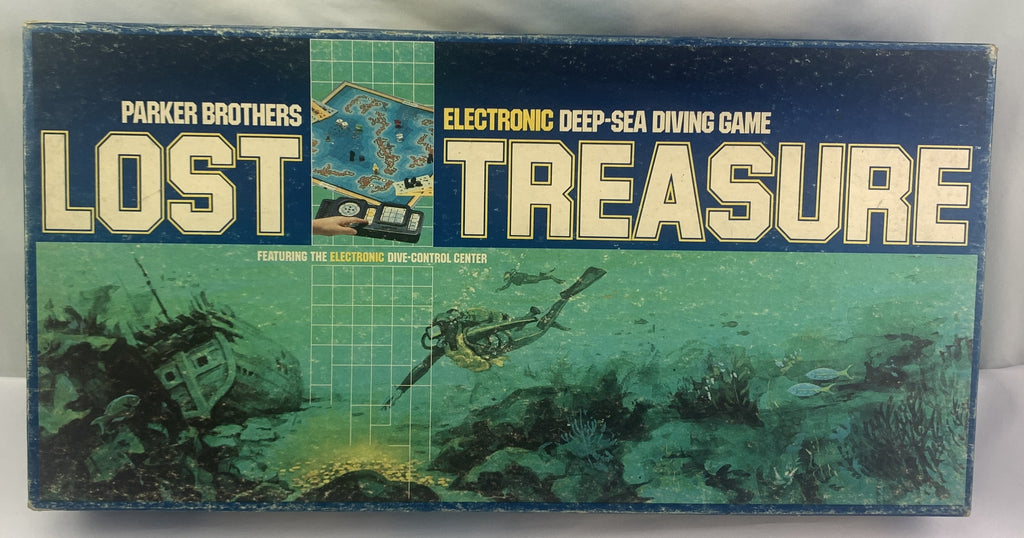 PARKER BROTHERS
ELECTRONIC DEEP-SEA DIVING GAME
LOST TREASURE
FEATURING THE ELECTRONIC DIVE-CONTROL CENTER